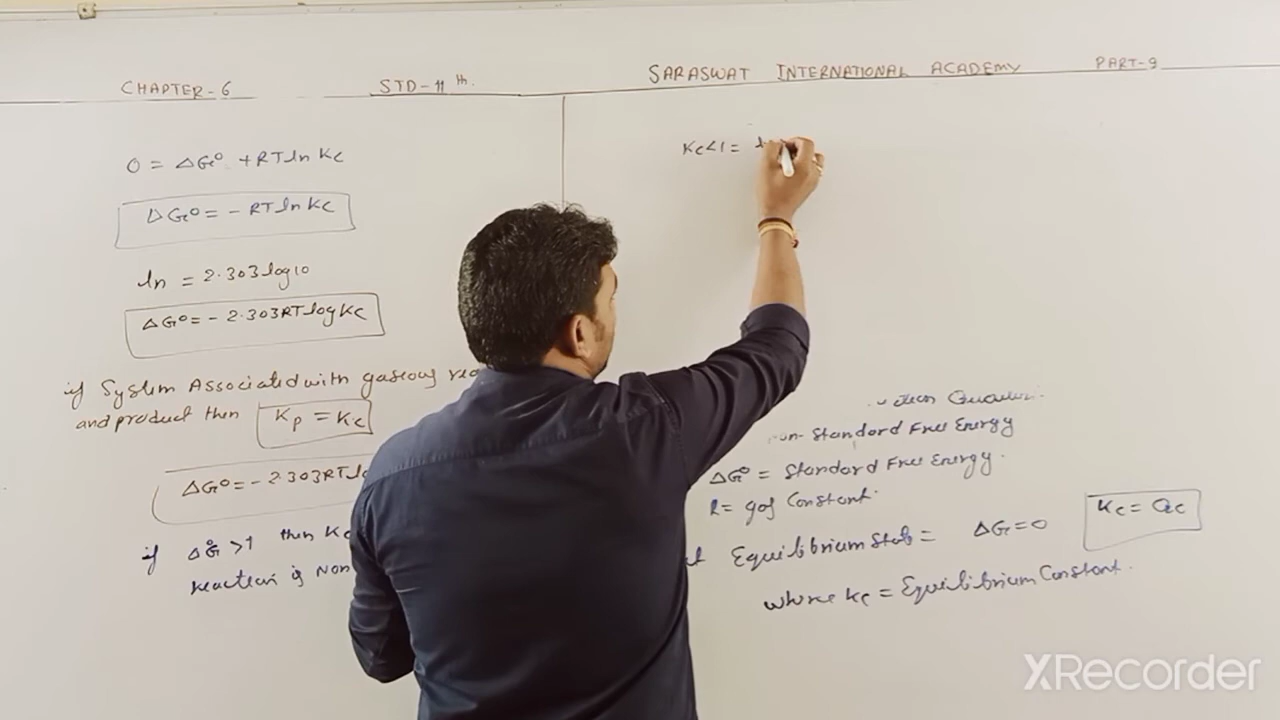 CHAPTER-6 STD-11th. SARASWAT INTERNATIONAL ACADEMY PART-9
0 = ΔG° + RT ln Kc
ΔG° = - RT ln Kc
ln = 2.303 log10
ΔG° = - 2.303RT log Kc
if System Associated with gaseous
and product then Kp = Kc
ΔG° = - 2.303RT
if ΔG° >1 then Kc
reaction is Non
Kc<1 =
Standard Free Energy
ΔG° = Standard Free Energy.
R = gas Constant.
Equilibrium State = ΔG=0 Kc = Qc
where Kc = Equilibrium Constant.
XRecorder